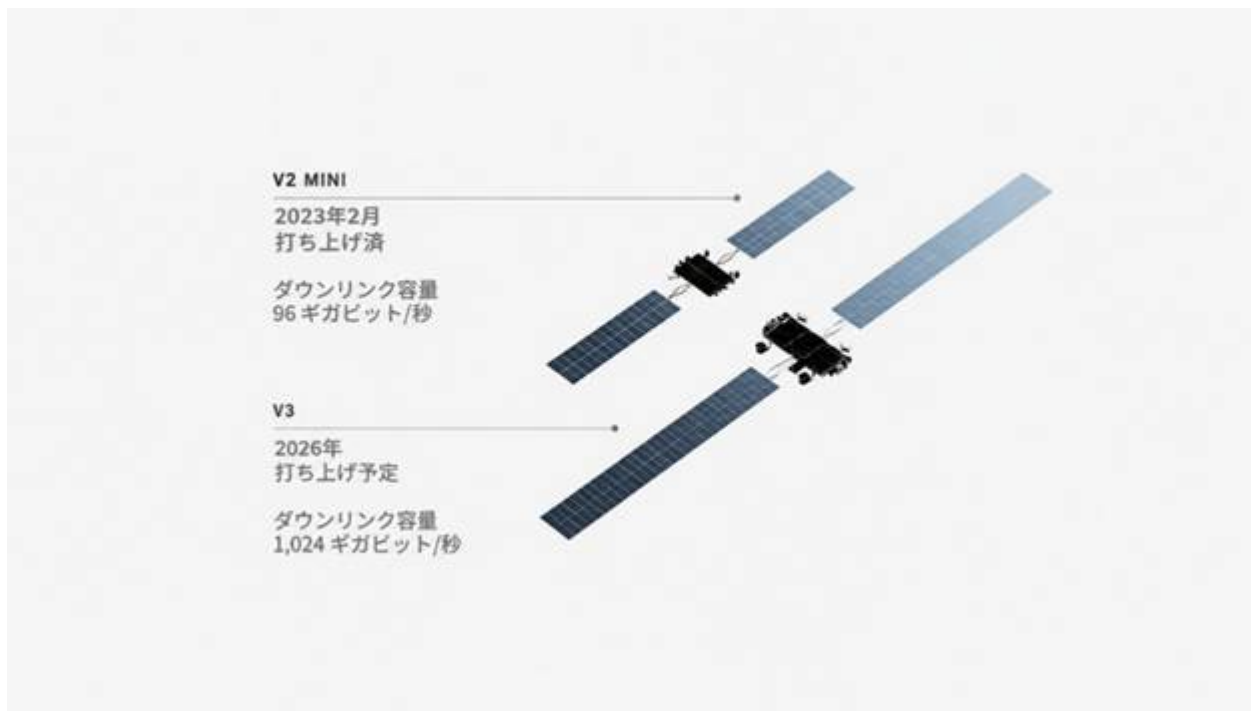 V2 MINI
2023年2月
打ち上げ済
ダウンリンク容量
96 ギガビット/秒
V3
2026年
打ち上げ予定
ダウンリンク容量
1,024 ギガビット/秒